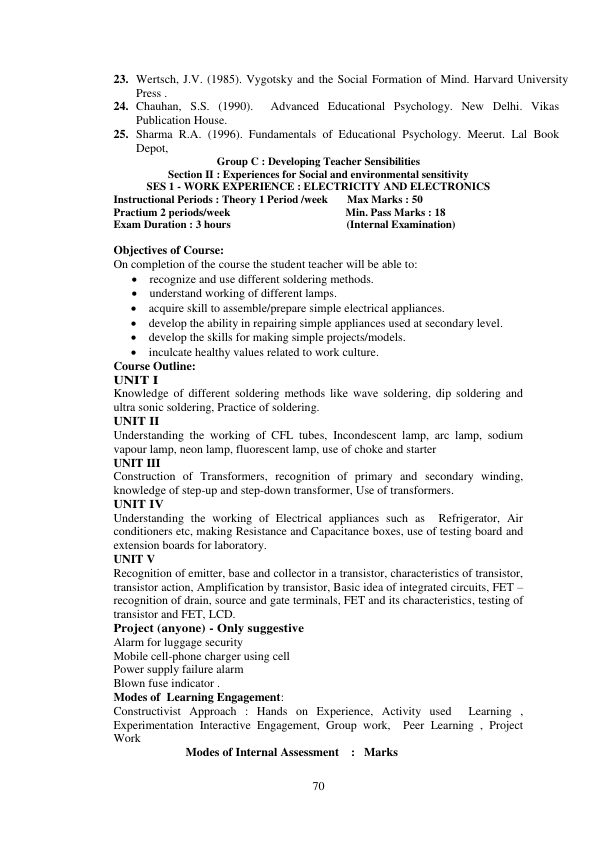 23. Wertsch, J.V. (1985). Vygotsky and the Social Formation of Mind. Harvard University
Press .
24. Chauhan, S.S. (1990). Advanced Educational Psychology. New Delhi. Vikas
Publication House.
25. Sharma R.A. (1996). Fundamentals of Educational Psychology. Meerut. Lal Book
Depot,
Group C : Developing Teacher Sensibilities
Section II : Experiences for Social and environmental sensitivity
SES 1 - WORK EXPERIENCE : ELECTRICITY AND ELECTRONICS
Instructional Periods : Theory 1 Period /week Max Marks : 50
Practium 2 periods/week Min. Pass Marks : 18
Exam Duration : 3 hours (Internal Examination)
Objectives of Course:
On completion of the course the student teacher will be able to:
• recognize and use different soldering methods.
• understand working of different lamps.
• acquire skill to assemble/prepare simple electrical appliances.
• develop the ability in repairing simple appliances used at secondary level.
• develop the skills for making simple projects/models.
• inculcate healthy values related to work culture.
Course Outline:
UNIT I
Knowledge of different soldering methods like wave soldering, dip soldering and
ultra sonic soldering, Practice of soldering.
UNIT II
Understanding the working of CFL tubes, Incondescent lamp, arc lamp, sodium
vapour lamp, neon lamp, fluorescent lamp, use of choke and starter
UNIT III
Construction of Transformers, recognition of primary and secondary winding,
knowledge of step-up and step-down transformer, Use of transformers.
UNIT IV
Understanding the working of Electrical appliances such as Refrigerator, Air
conditioners etc, making Resistance and Capacitance boxes, use of testing board and
extension boards for laboratory.
UNIT V
Recognition of emitter, base and collector in a transistor, characteristics of transistor,
transistor action, Amplification by transistor, Basic idea of integrated circuits, FET –
recognition of drain, source and gate terminals, FET and its characteristics, testing of
transistor and FET, LCD.
Project (anyone) - Only suggestive
Alarm for luggage security
Mobile cell-phone charger using cell
Power supply failure alarm
Blown fuse indicator .
Modes of Learning Engagement:
Constructivist Approach : Hands on Experience, Activity used Learning ,
Experimentation Interactive Engagement, Group work, Peer Learning , Project
Work
Modes of Internal Assessment : Marks
70